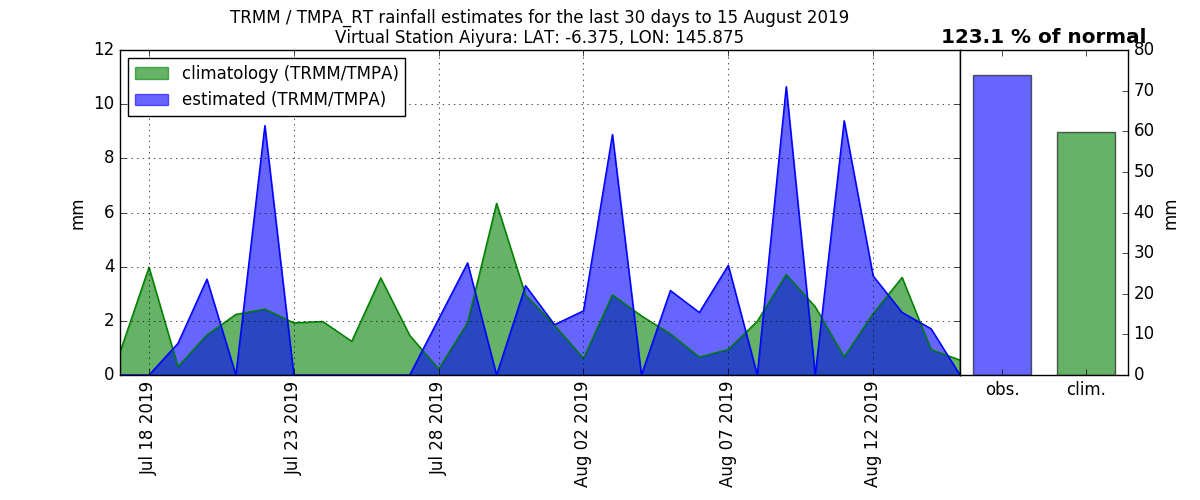 TRMM / TMPA_RT rainfall estimates for the last 30 days to 15 August 2019
Virtual Station Aiyura: LAT: -6.375, LON: 145.875
123.1 % of normal
climatology (TRMM/TMPA)
estimated (TRMM/TMPA)
12
10
8
6
4
2
0
mm
Jul 18 2019
Jul 23 2019
Jul 28 2019
Aug 02 2019
Aug 07 2019
Aug 12 2019
80
70
60
50
40
30
20
10
0
mm
obs.
clim.